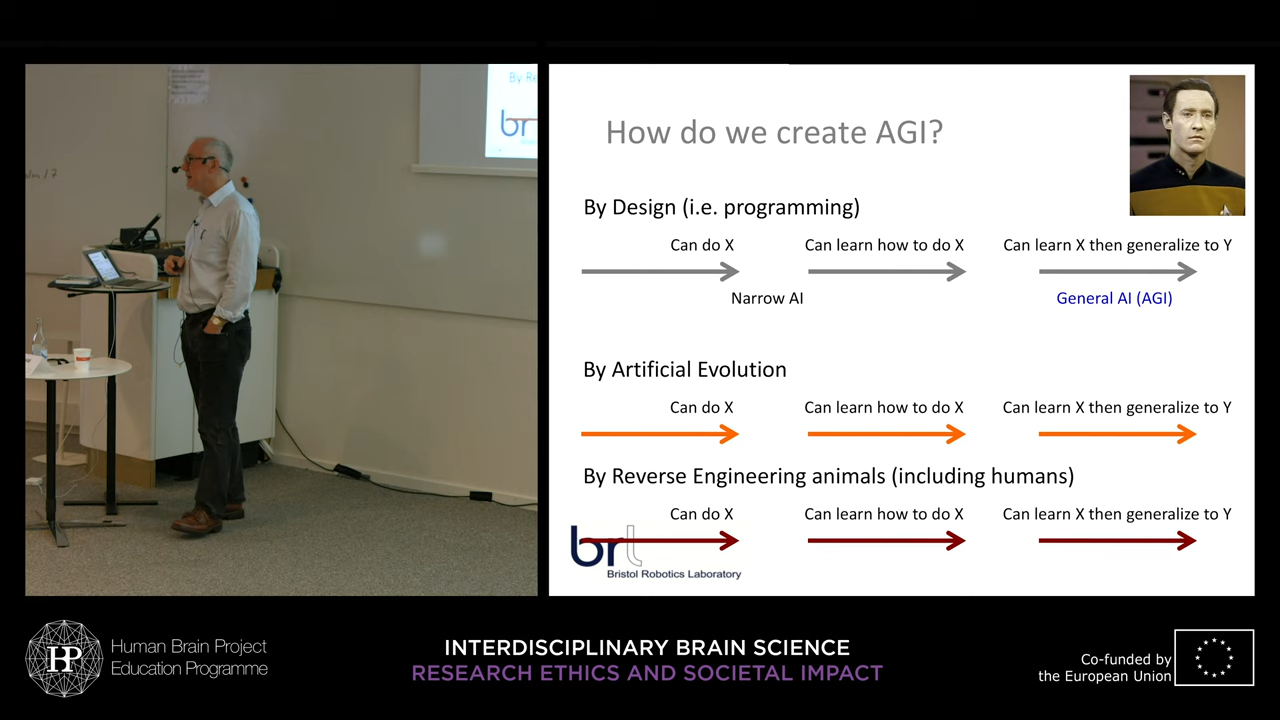 By Re
br
How do we create AGI?
By Design (i.e. programming)
Can do X
Can learn how to do X
Can learn X then generalize to Y
Narrow AI
General AI (AGI)
By Artificial Evolution
Can do X
Can learn how to do X
Can learn X then generalize to Y
By Reverse Engineering animals (including humans)
Can do X
Can learn how to do X
Can learn X then generalize to Y
brl
Bristol Robotics Laboratory
HBP
Human Brain Project
Education Programme
INTERDISCIPLINARY BRAIN SCIENCE
RESEARCH ETHICS AND SOCIETAL IMPACT
Co-funded by
the European Union